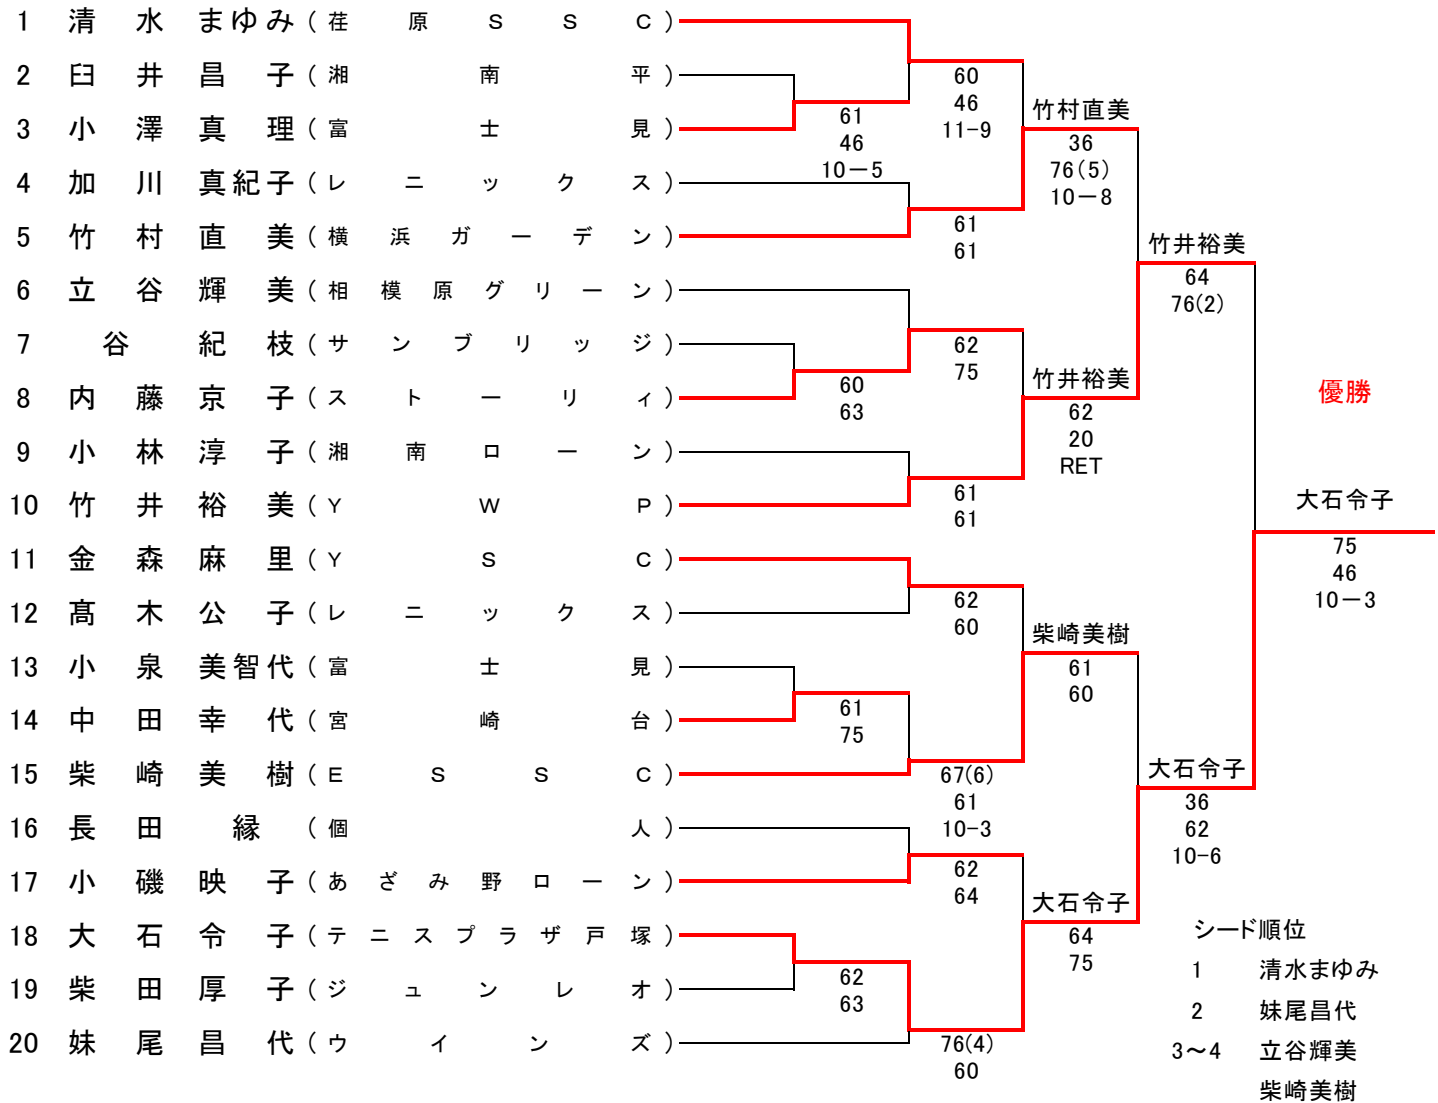 1 清水まゆみ(荏原SSC)
2 臼井昌子(湘南平)
3 小澤真理(富士見)
4 加川真紀子(レニックス)
5 竹村直美(横浜ガーデン)
6 立谷輝美(相模原グリーン)
7 谷紀枝(サンブリッジ)
8 内藤京子(ストーリィ)
9 小林淳子(湘南ローン)
10 竹井裕美(YWP)
11 金森麻里(YSC)
12 髙木公子(レニックス)
13 小泉美智代(富士見)
14 中田幸代(宮崎台)
15 柴崎美樹(ESSC)
16 長田縁(個人)
17 小磯映子(あざみ野ローン)
18 大石令子(テニスプラザ戸塚)
19 柴田厚子(ジュンレオ)
20 妹尾昌代(ウインズ)
61
46
10-5
60
63
61
75
62
63
60
46
11-9
61
61
62
75
61
61
62
60
67(6)
61
10-3
62
64
76(4)
60
竹村直美
36
76(5)
10-8
竹井裕美
62
20
RET
柴崎美樹
61
60
大石令子
64
75
竹井裕美
64
76(2)
大石令子
36
62
10-6
優勝
大石令子
75
46
10-3
シード順位
1 清水まゆみ
2 妹尾昌代
3~4 立谷輝美
柴崎美樹